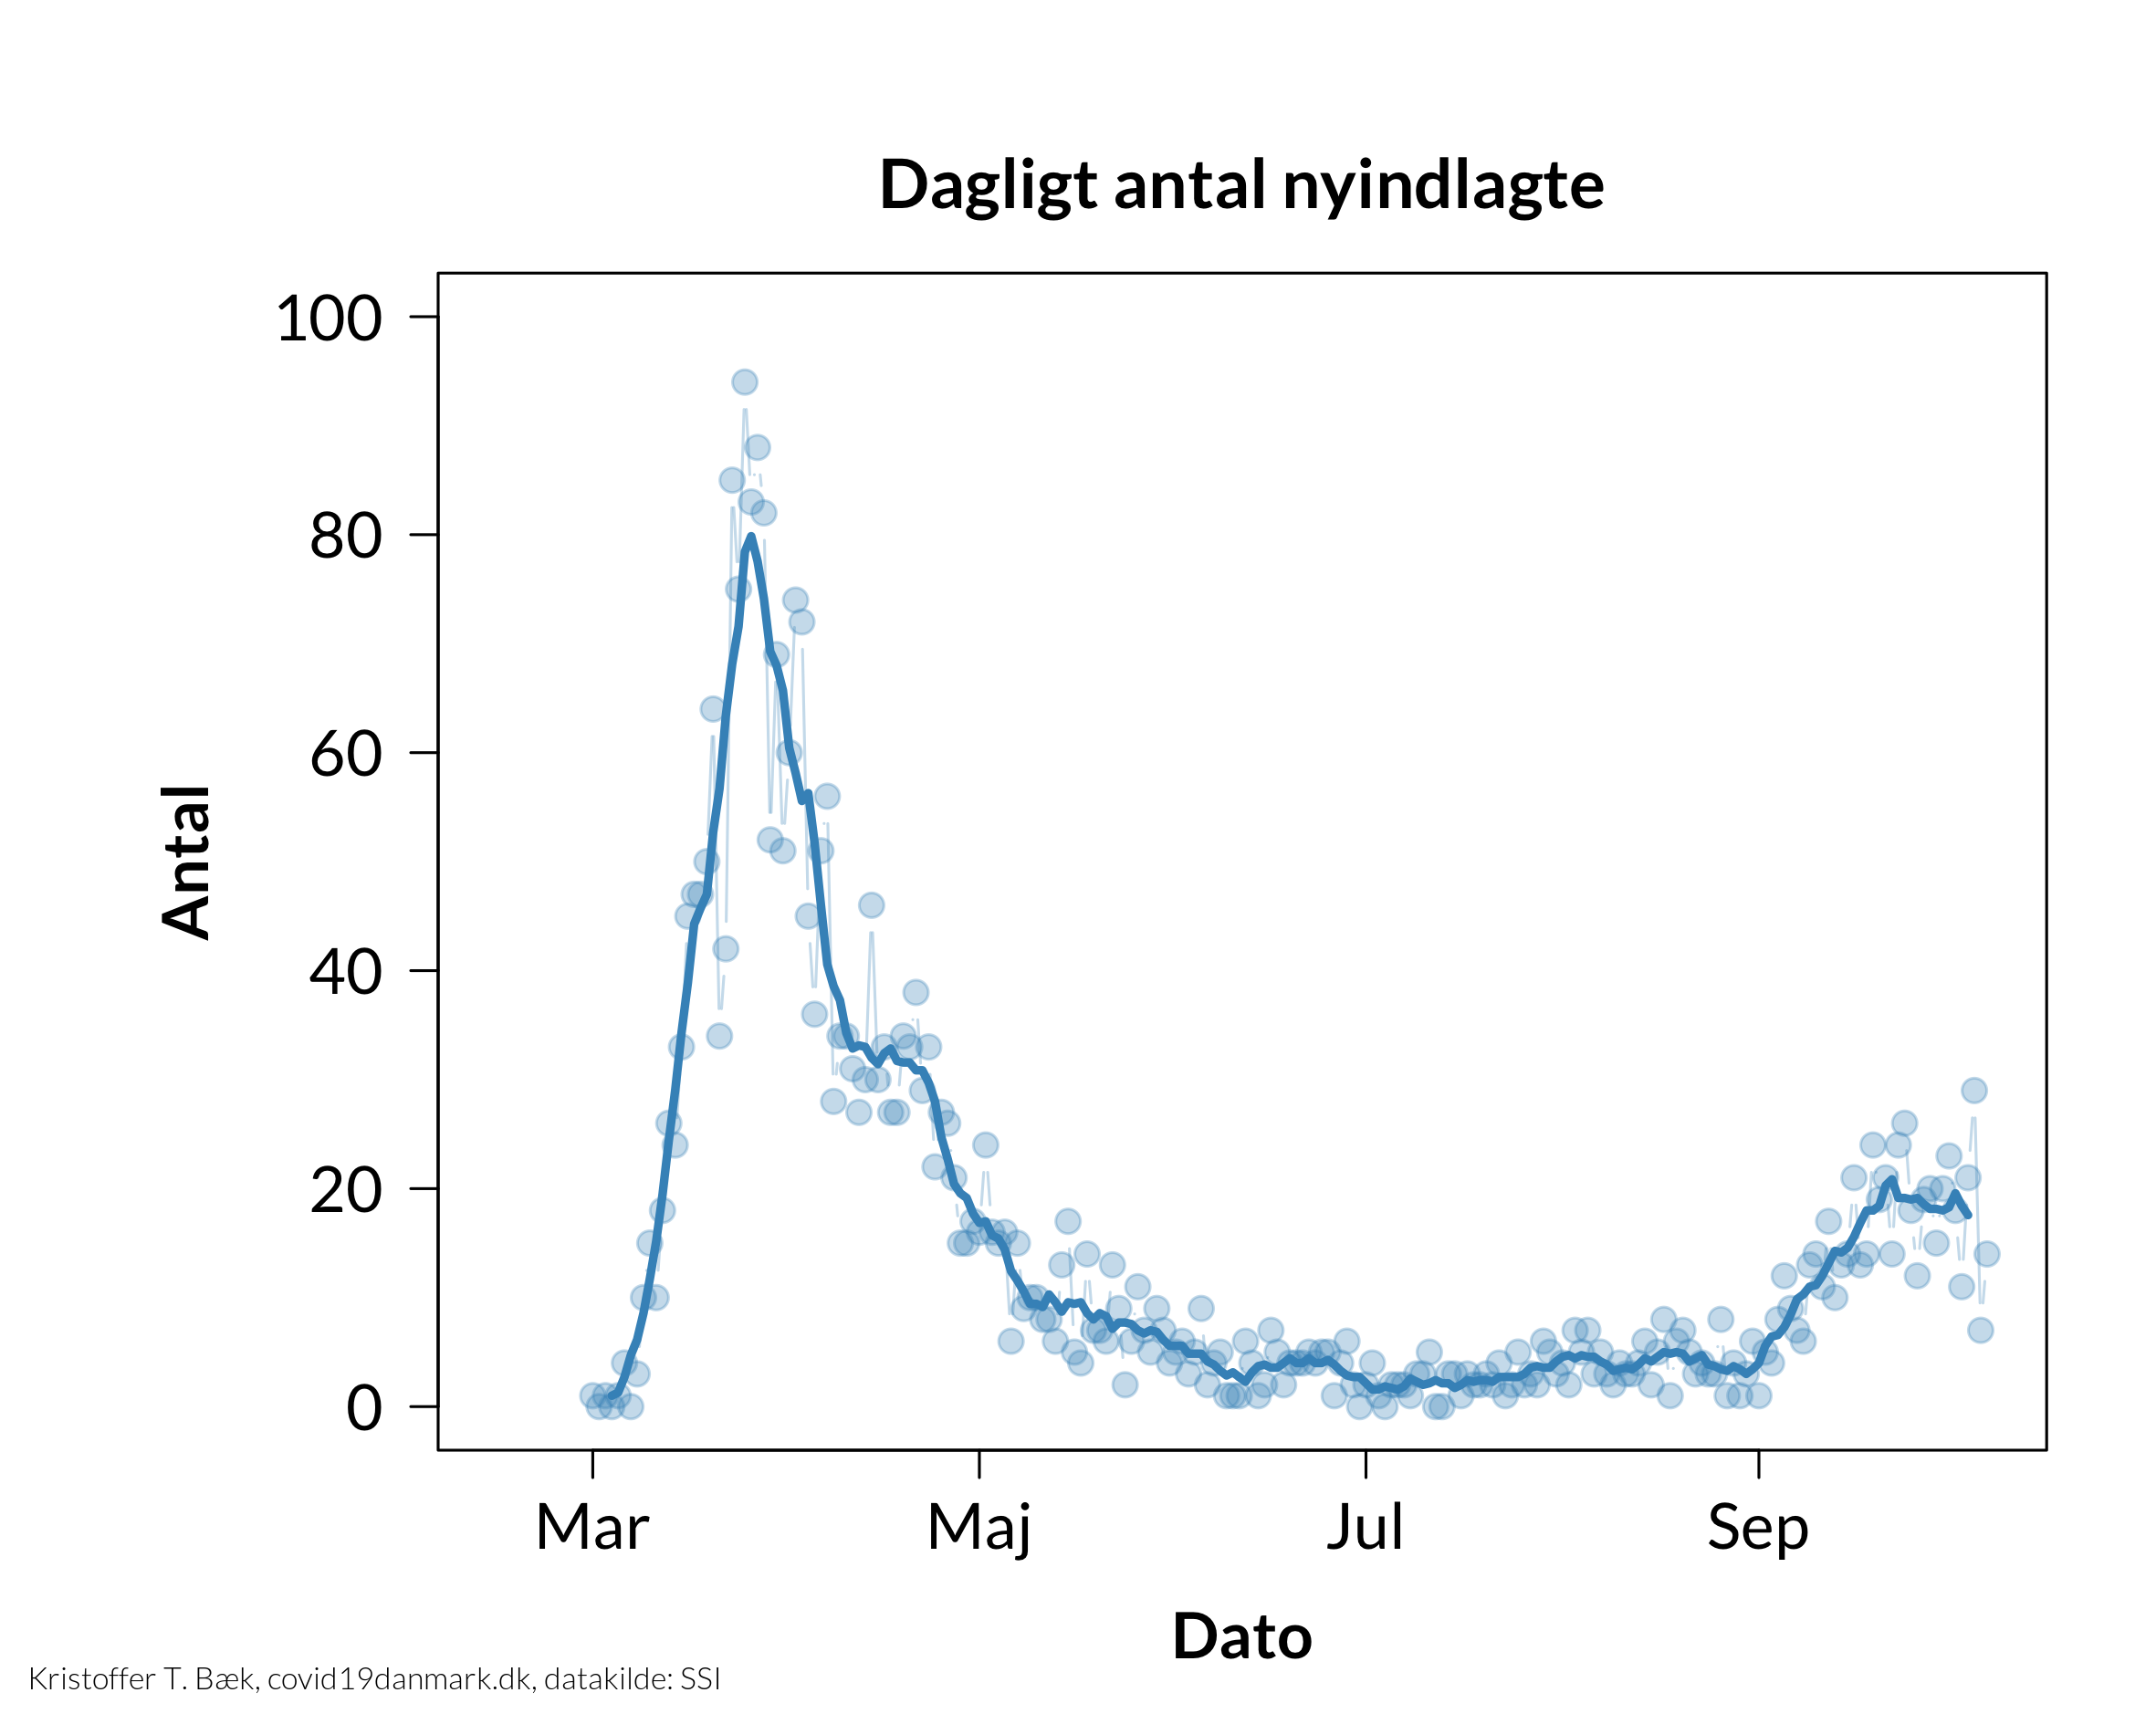 Dagligt antal nyindlagte
100
80
60
40
20
0
Antal
Mar Maj Jul Sep
Dato
Kristoffer T. Bæk, covid19danmark.dk, datakilde: SSI